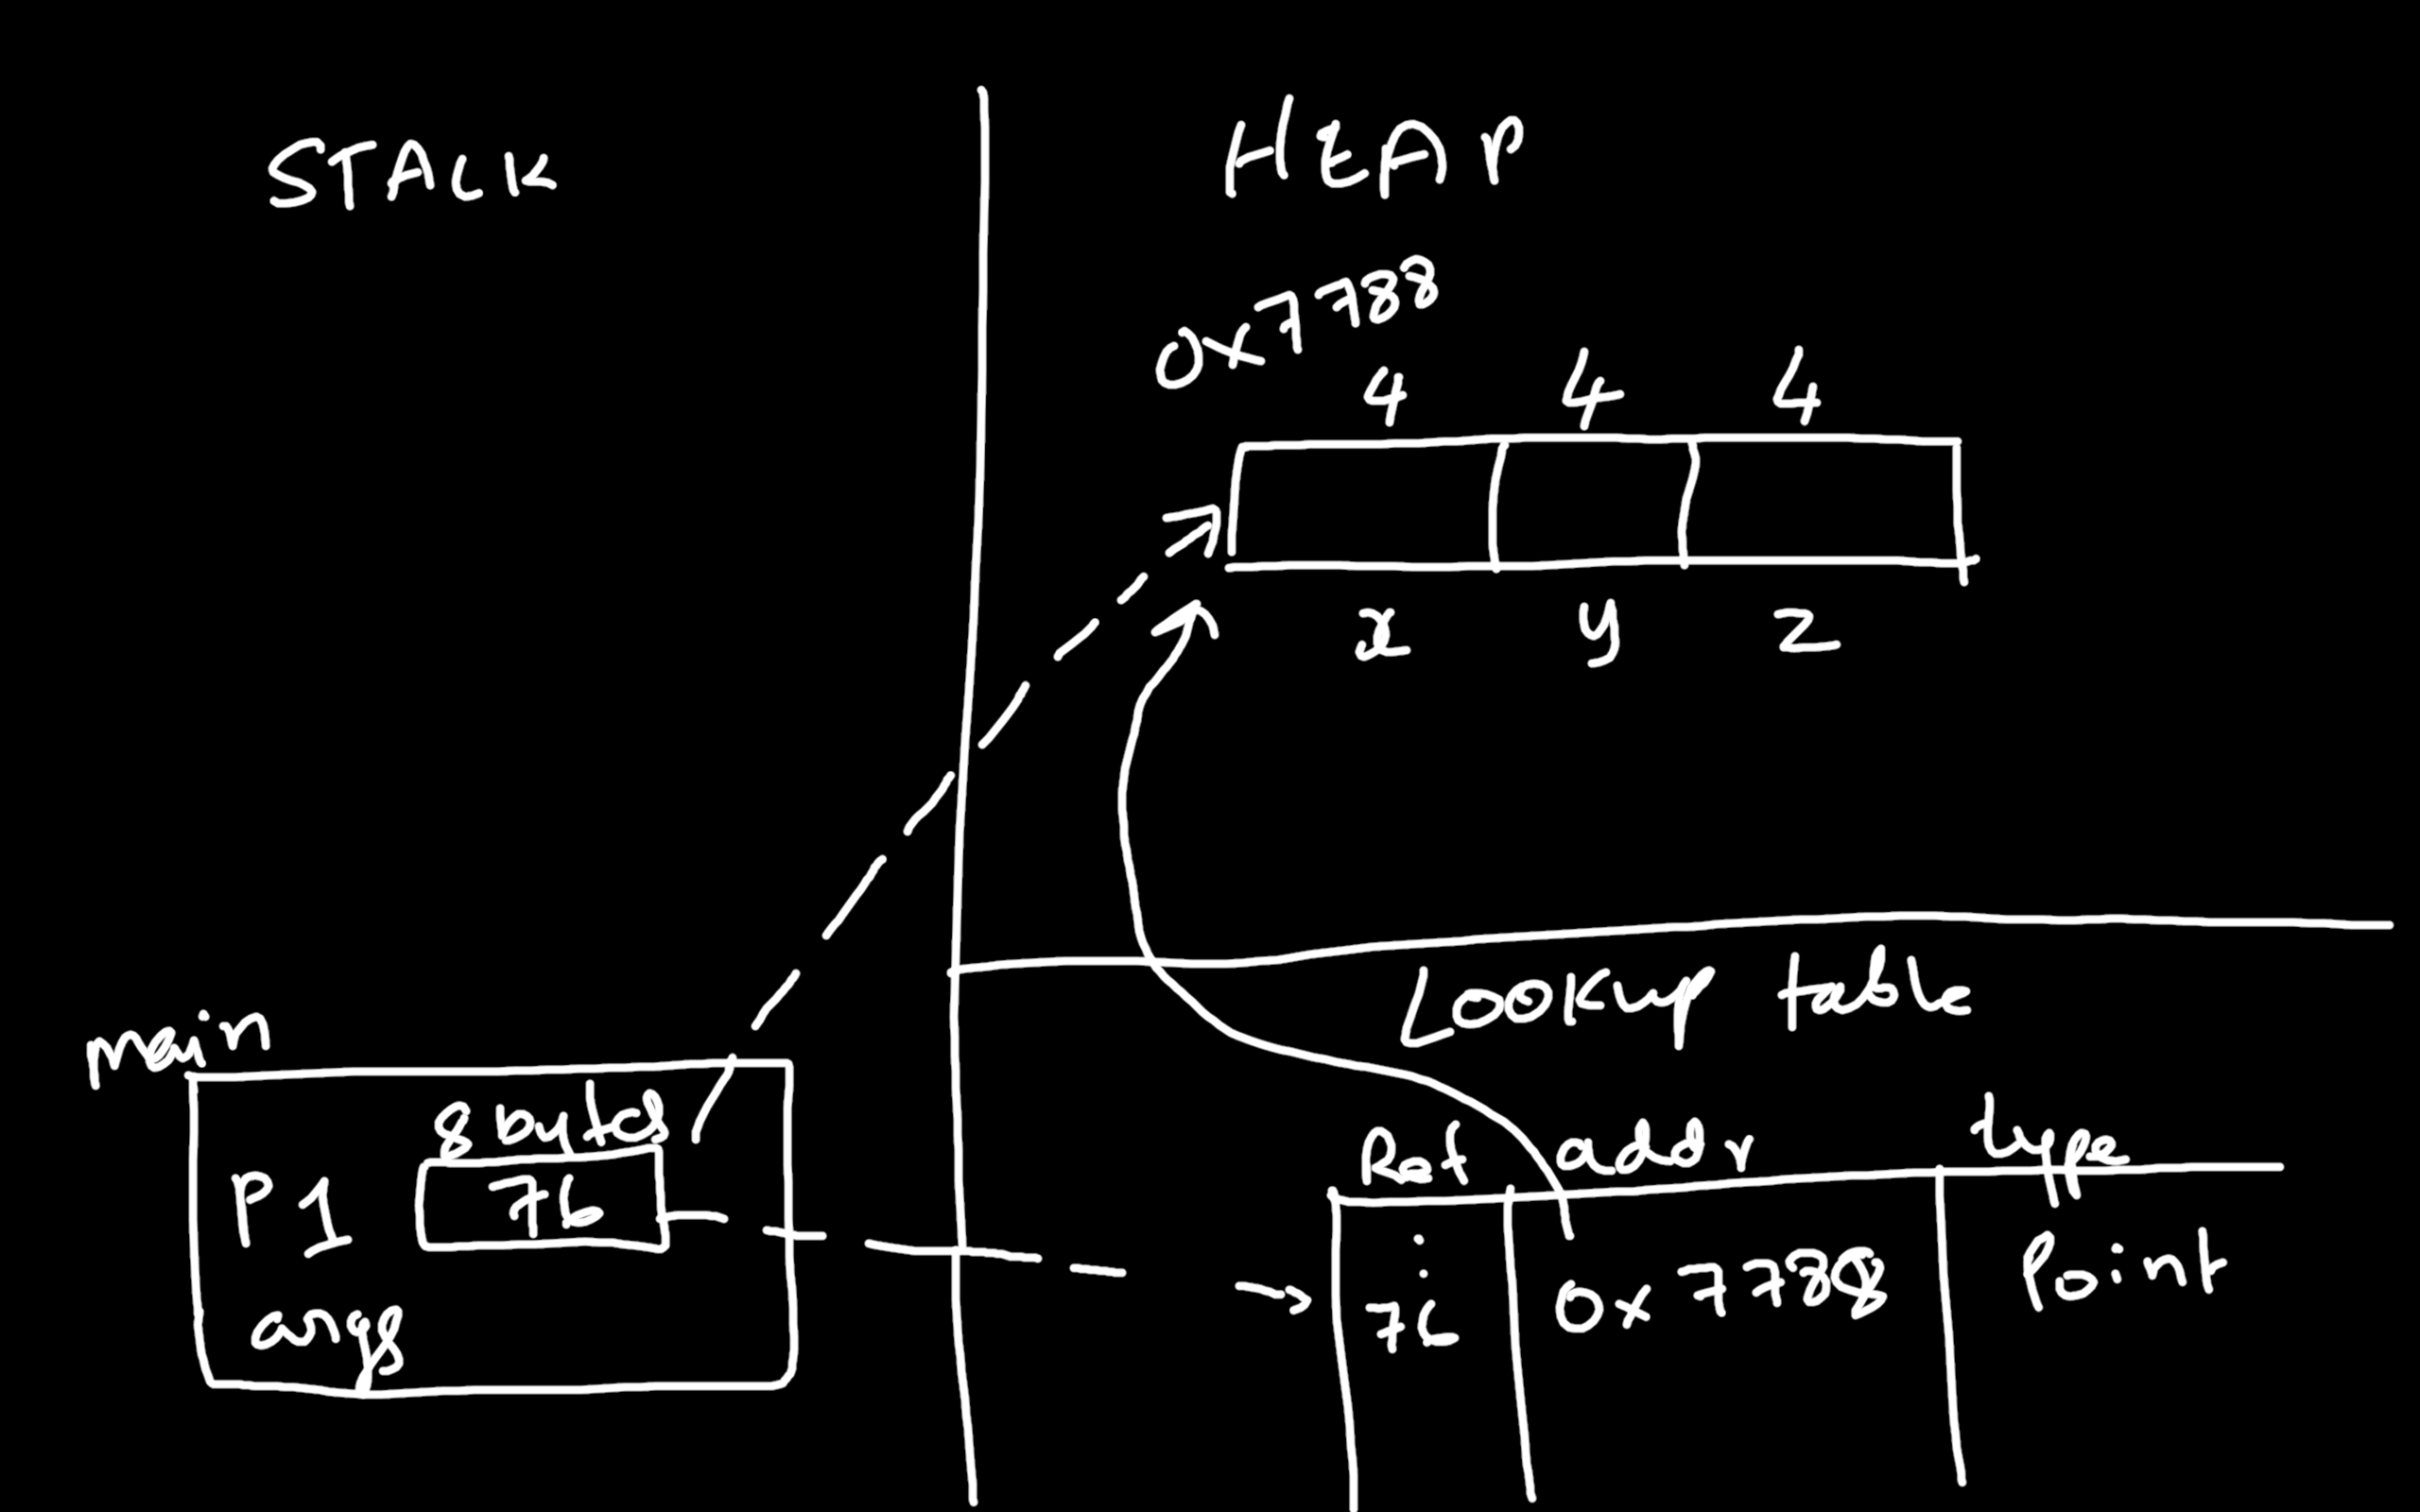 STACK
HEAP
0x7788
4 4 4
x y z
Lookup table
main
8 bytes
P1 76
args
Ref addr type
:
76 0x7788 Point